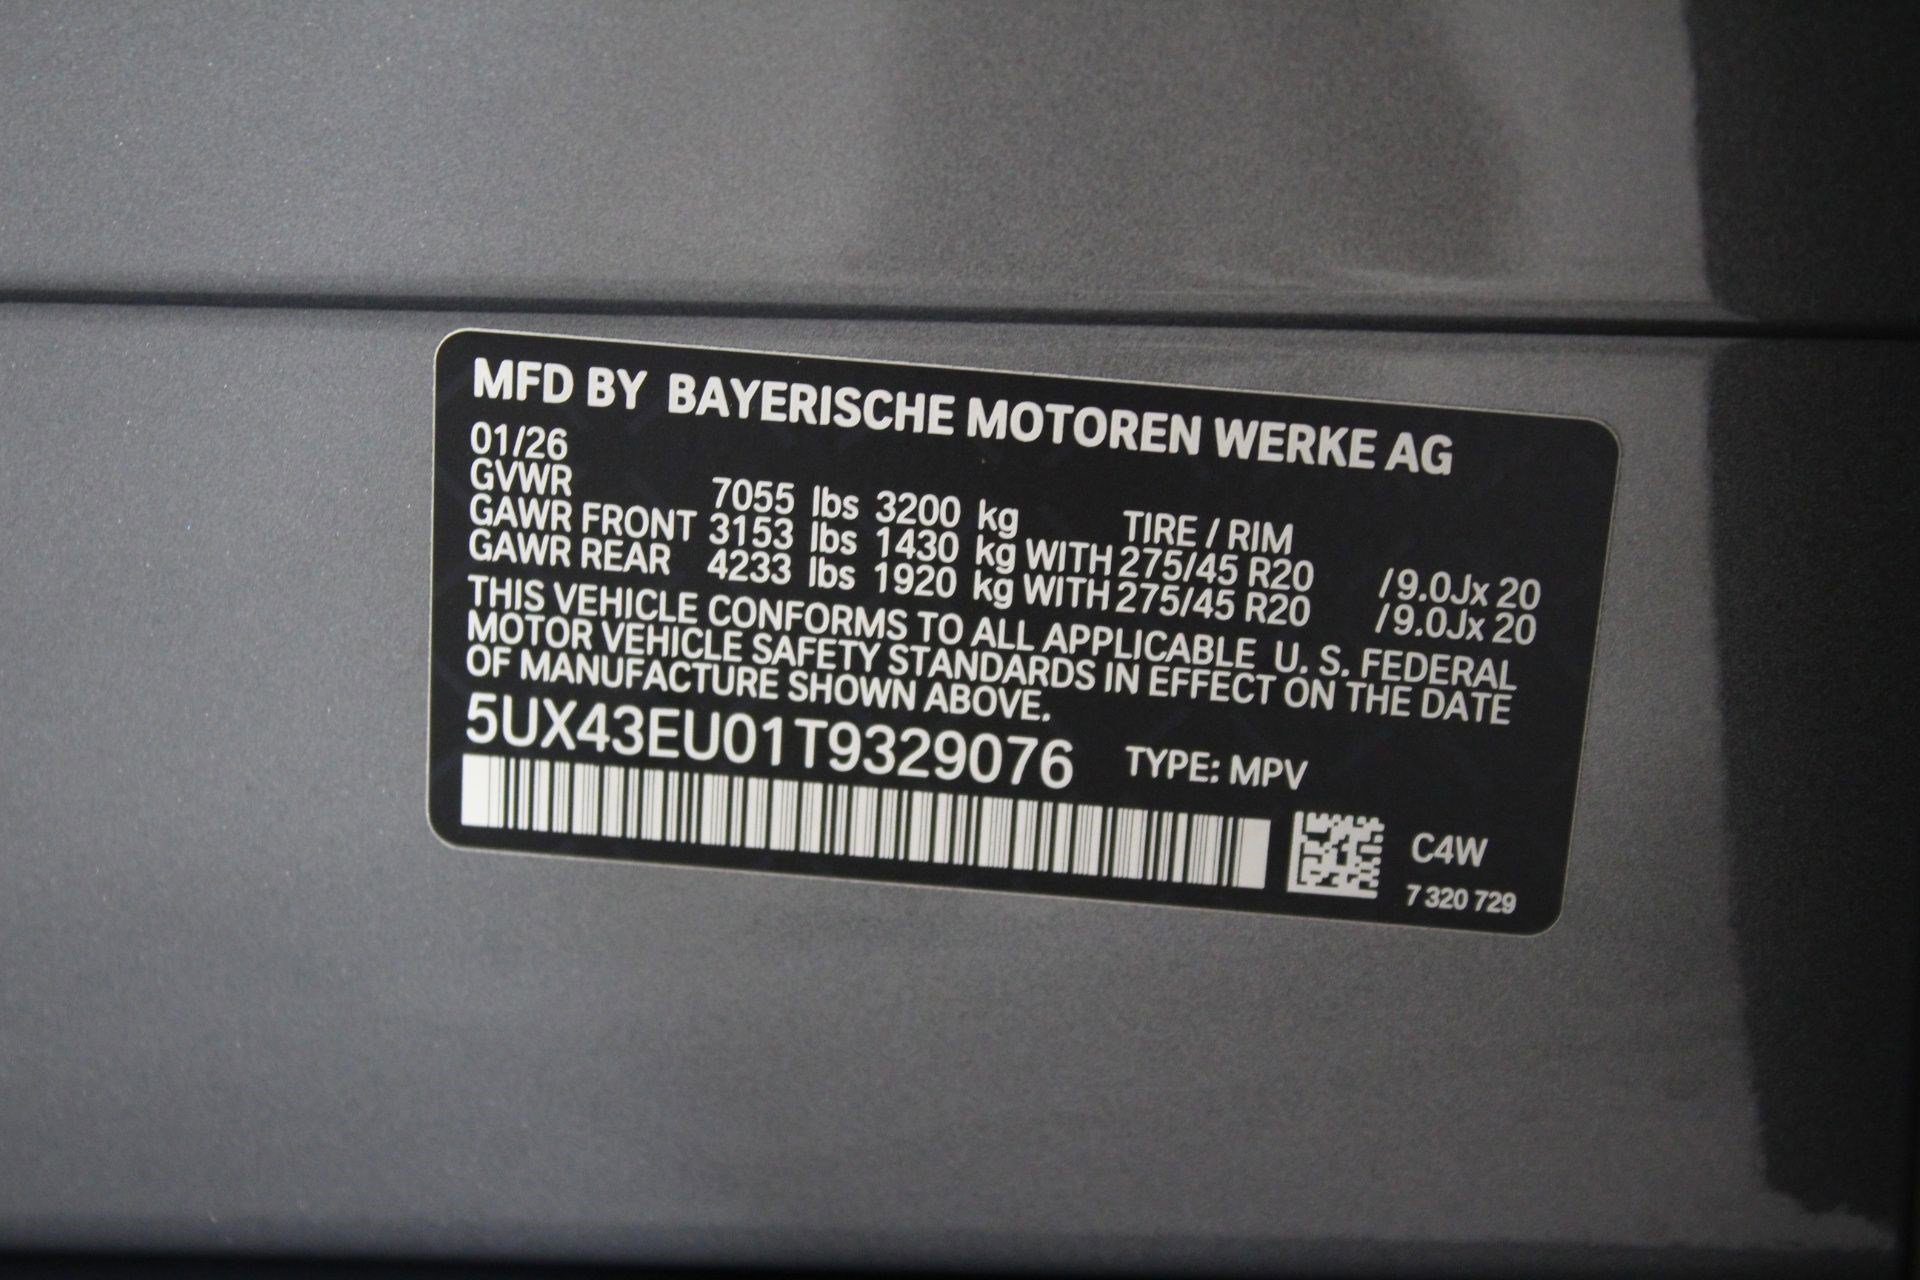 MFD BY BAYERISCHE MOTOREN WERKE AG
01/26
GVWR 7055 lbs 3200 kg TIRE / RIM
GAWR FRONT 3153 lbs 1430 kg WITH 275/45 R20 /9.0Jx 20
GAWR REAR 4233 lbs 1920 kg WITH 275/45 R20 /9.0Jx 20
THIS VEHICLE CONFORMS TO ALL APPLICABLE U. S. FEDERAL
MOTOR VEHICLE SAFETY STANDARDS IN EFFECT ON THE DATE
OF MANUFACTURE SHOWN ABOVE.
5UX43EU01T9329076 TYPE: MPV
C4W
7 320 729